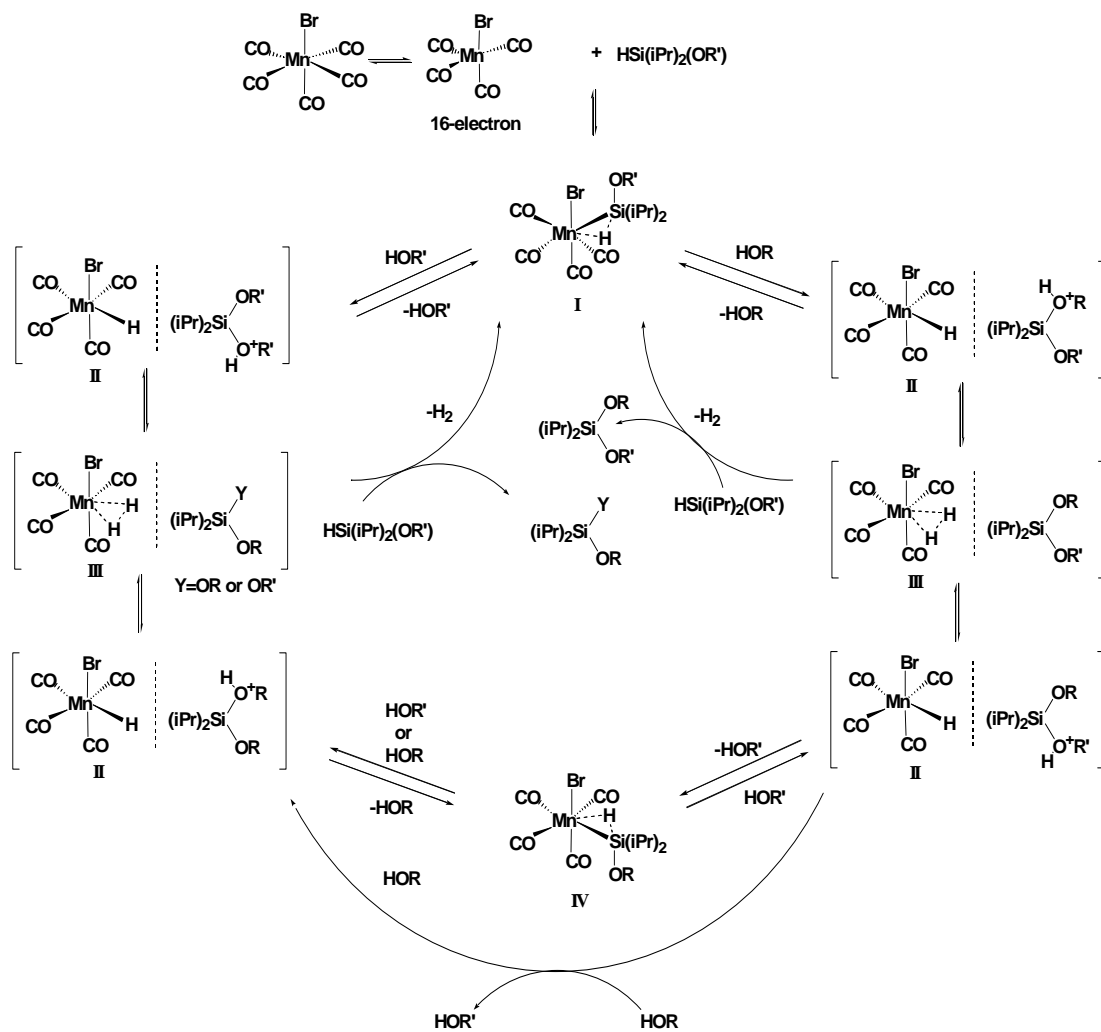 Br
Br
CO
CO
Mn
CO
CO
CO
CO
Mn
CO
CO
CO
+ HSi(iPr)2(OR')
16-electron
OR'
Br
Si(iPr)2
CO
Mn
H
CO
CO
CO
I
HOR'
-HOR'
HOR
-HOR
Br
CO
CO
Mn
H
CO
CO
II
OR'
(iPr)2Si
O+R'
H
Br
CO
CO
Mn
H
CO
CO
II
H
O+R
(iPr)2Si
OR'
-H2
-H2
OR
(iPr)2Si
OR'
Br
CO
CO
Mn
H
H
CO
CO
III
Y
(iPr)2Si
OR
Y=OR or OR'
HSi(iPr)2(OR')
Y
(iPr)2Si
OR
HSi(iPr)2(OR')
Br
CO
CO
Mn
H
H
CO
CO
III
OR
(iPr)2Si
OR'
Br
CO
CO
Mn
H
CO
CO
II
H
O+R
(iPr)2Si
OR
HOR'
or
HOR
-HOR
-HOR'
HOR'
Br
CO
CO
Mn
H
CO
CO
II
OR
(iPr)2Si
O+R'
H
Br
CO
CO
H
Mn
CO
Si(iPr)2
CO
OR
IV
HOR
HOR'
HOR